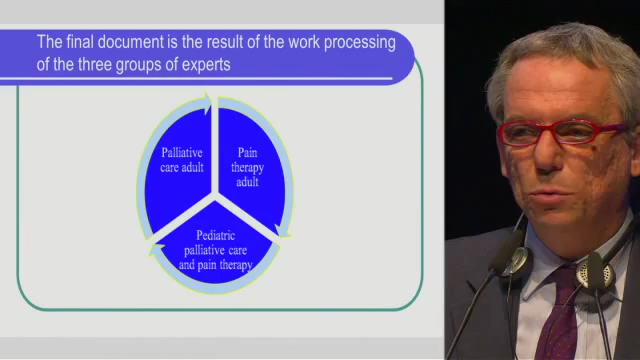 The final document is the result of the work processing
of the three groups of experts
Palliative
care adult
Pain
therapy
adult
Pediatric
palliative care
and pain therapy